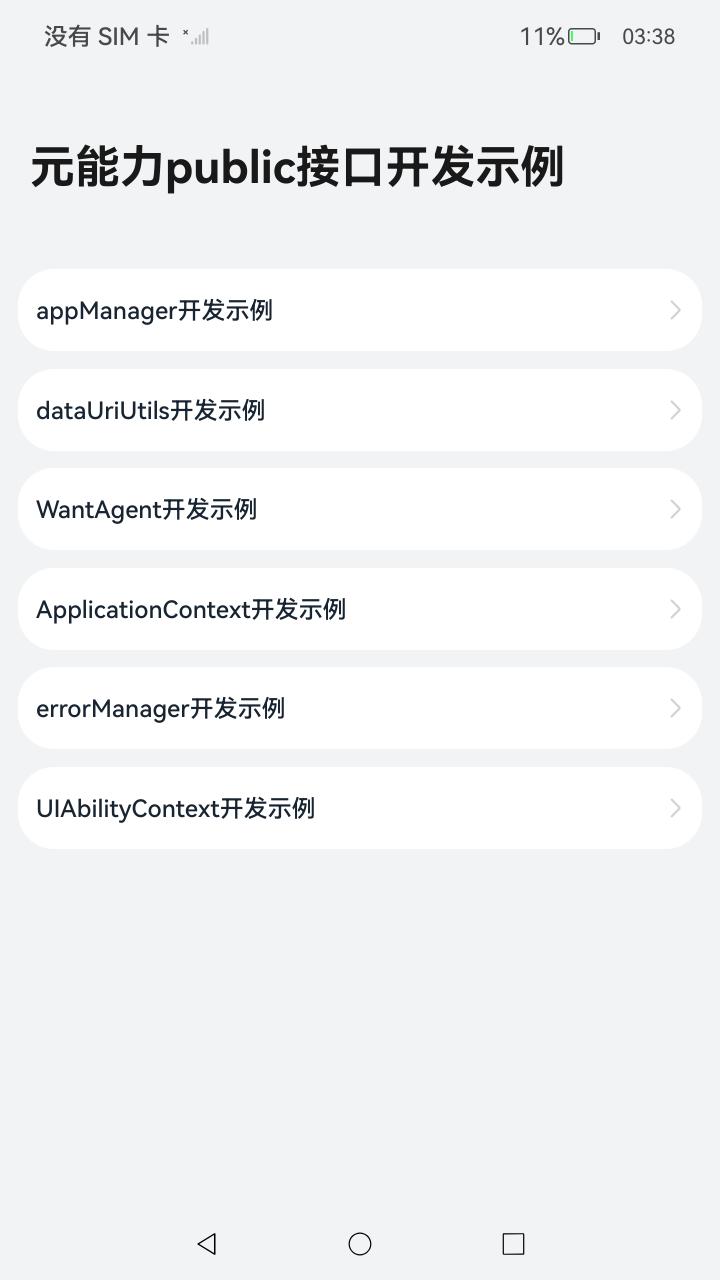 没有 SIM 卡
11%
03:38
元能力public接口开发示例
appManager开发示例
dataUriUtils开发示例
WantAgent开发示例
ApplicationContext开发示例
errorManager开发示例
UIAbilityContext开发示例